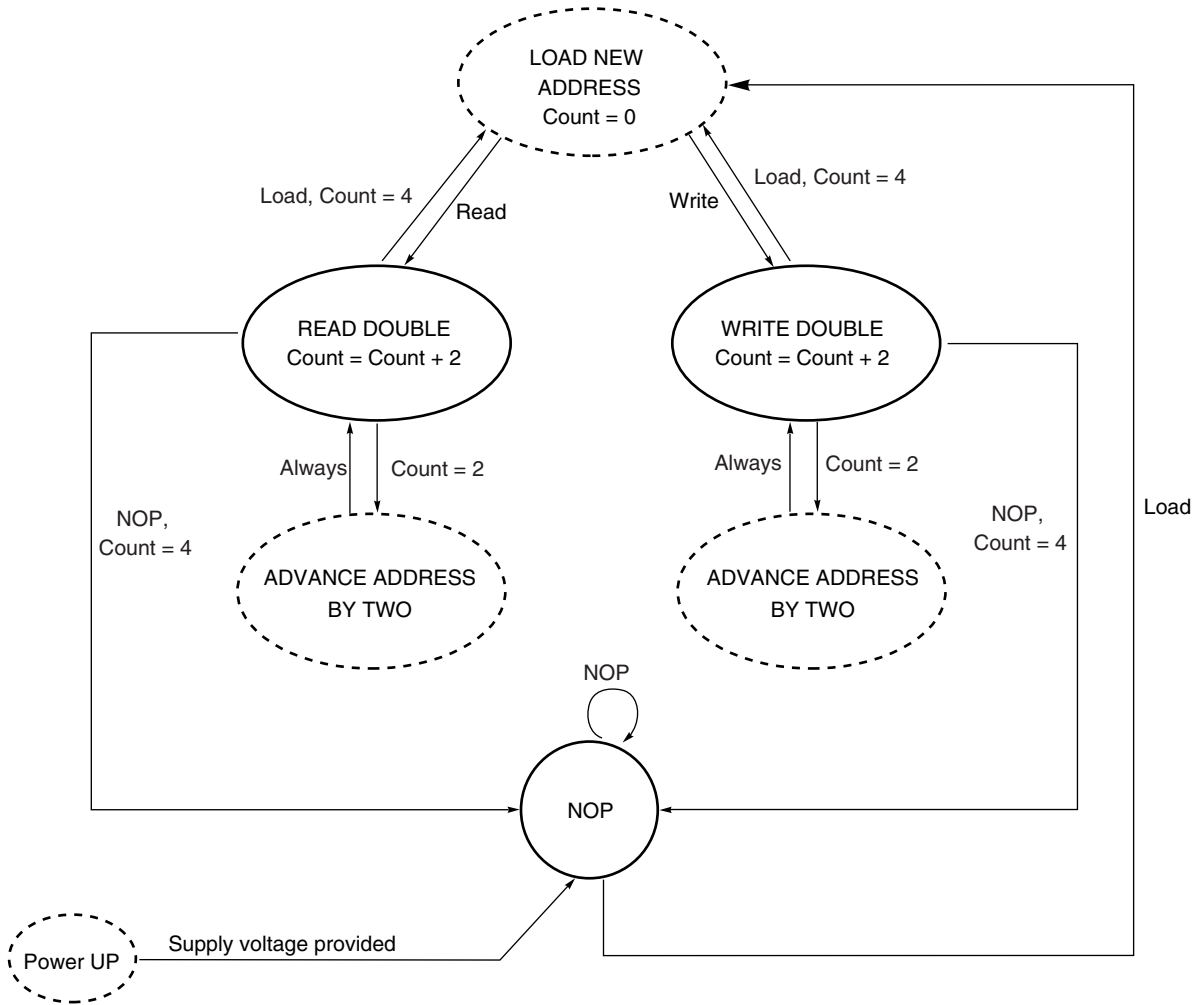 LOAD NEW
ADDRESS
Count = 0
Load, Count = 4
Read
Write
Load, Count = 4
READ DOUBLE
Count = Count + 2
WRITE DOUBLE
Count = Count + 2
Always
Count = 2
Always
Count = 2
NOP,
Count = 4
NOP,
Count = 4
Load
ADVANCE ADDRESS
BY TWO
ADVANCE ADDRESS
BY TWO
NOP
NOP
Supply voltage provided
Power UP